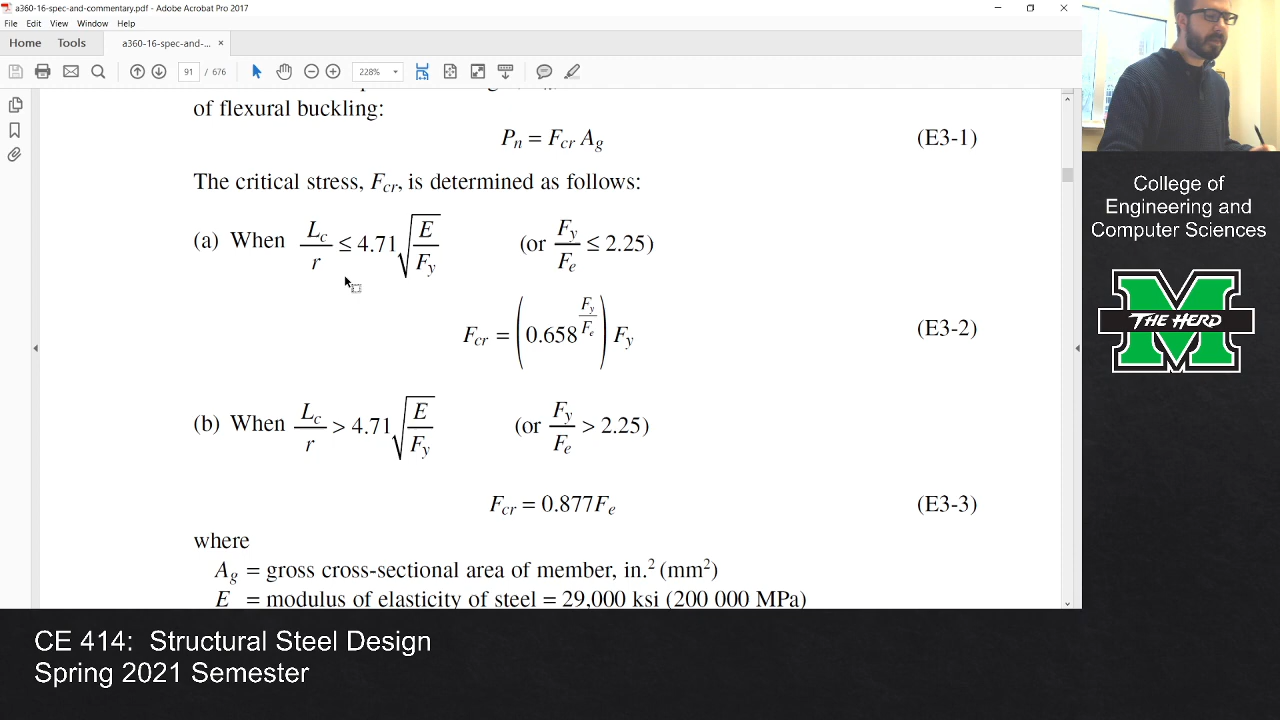 a360-16-spec-and-commentary.pdf - Adobe Acrobat Pro 2017
File Edit View Window Help
Home Tools a360-16-spec-and-... ×
91 / 676 228%
of flexural buckling:
Pn = Fcr Ag (E3-1)
The critical stress, Fcr, is determined as follows:
(a) When Lc/r ≤ 4.71√(E/Fy) (or Fy/Fe ≤ 2.25)
Fcr = (0.658^(Fy/Fe)) Fy (E3-2)
(b) When Lc/r > 4.71√(E/Fy) (or Fy/Fe > 2.25)
Fcr = 0.877Fe (E3-3)
where
Ag = gross cross-sectional area of member, in.² (mm²)
E = modulus of elasticity of steel = 29,000 ksi (200 000 MPa)
College of
Engineering and
Computer Sciences
THE HERD
CE 414: Structural Steel Design
Spring 2021 Semester